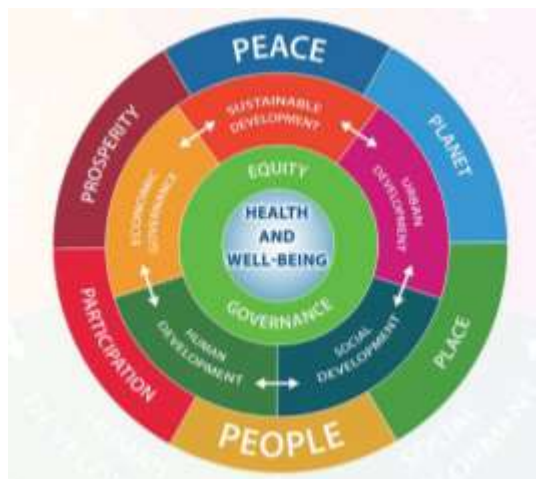 PEACE
PLANET
PLACE
PEOPLE
PARTICIPATION
PROSPERITY
SUSTAINABLE
DEVELOPMENT
URBAN
DEVELOPMENT
SOCIAL
DEVELOPMENT
HUMAN
DEVELOPMENT
ECONOMIC
GOVERNANCE
EQUITY
HEALTH
AND
WELL-BEING
GOVERNANCE